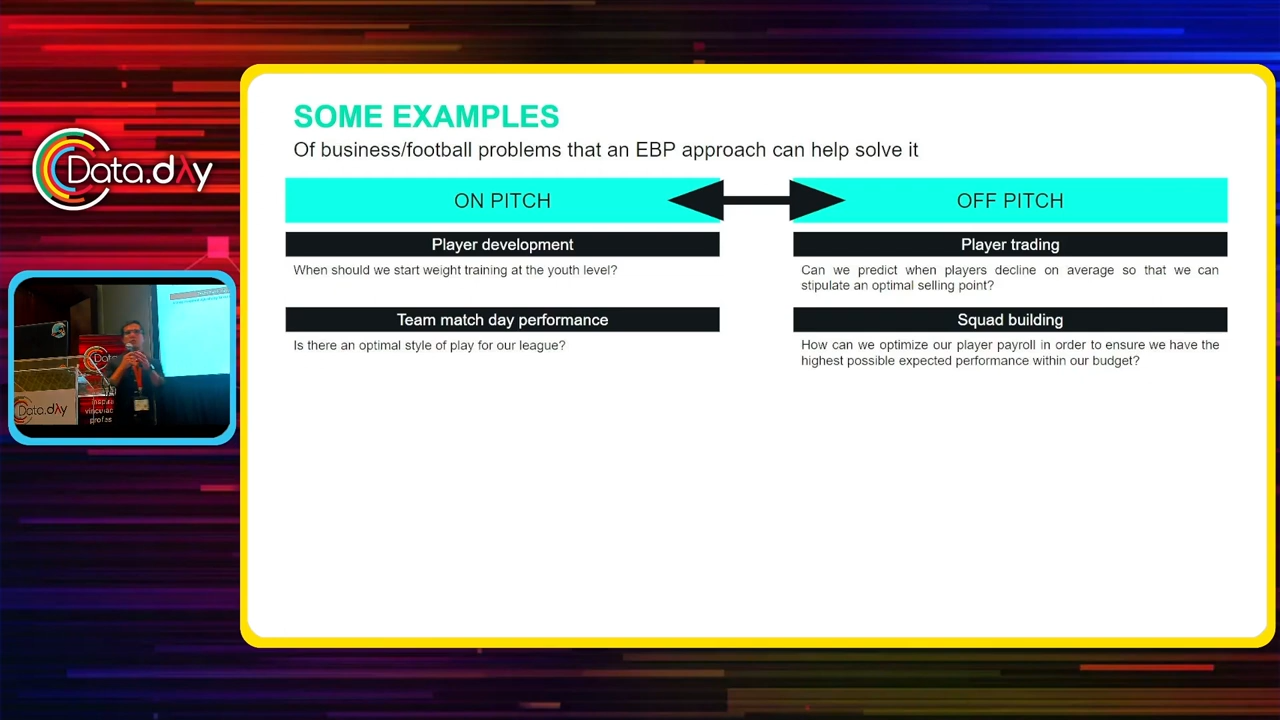 Data.dλy
SOME EXAMPLES
Of business/football problems that an EBP approach can help solve it
ON PITCH
OFF PITCH
Player development
When should we start weight training at the youth level?
Team match day performance
Is there an optimal style of play for our league?
Player trading
Can we predict when players decline on average so that we can
stipulate an optimal selling point?
Squad building
How can we optimize our player payroll in order to ensure we have the
highest possible expected performance within our budget?
Data.dλy